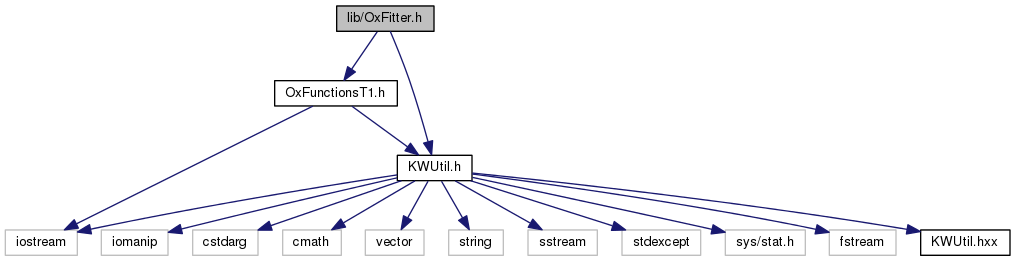 lib/OxFitter.h
OxFunctionsT1.h
KWUtil.h
iostream
iomanip
cstdarg
cmath
vector
string
sstream
stdexcept
sys/stat.h
fstream
KWUtil.hxx